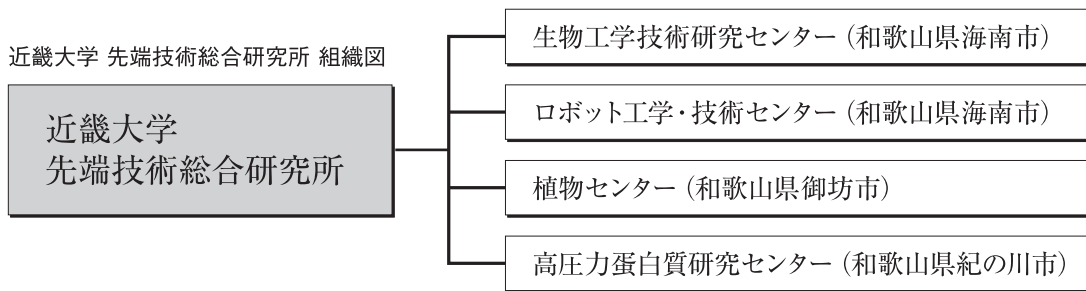 近畿大学 先端技術総合研究所 組織図
近畿大学
先端技術総合研究所
生物工学技術研究センター（和歌山県海南市）
ロボット工学・技術センター（和歌山県海南市）
植物センター（和歌山県御坊市）
高圧力蛋白質研究センター（和歌山県紀の川市）